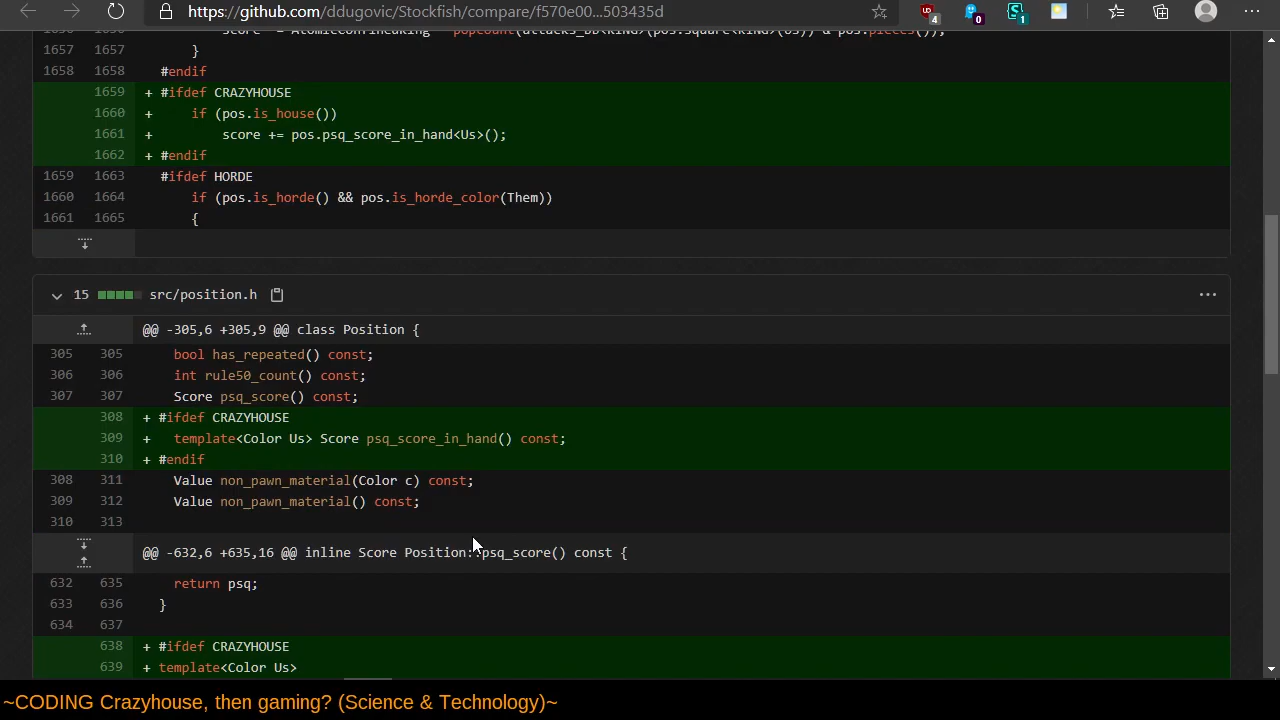 https://github.com/ddugovic/Stockfish/compare/f570e00...503435d
4
0
1
1657 1657 }
1658 1658 #endif
1659 + #ifdef CRAZYHOUSE
1660 + if (pos.is_house())
1661 + score += pos.psq_score_in_hand<Us>();
1662 + #endif
1659 1663 #ifdef HORDE
1660 1664 if (pos.is_horde() && pos.is_horde_color(Them))
1661 1665 {
15 src/position.h
@@ -305,6 +305,9 @@ class Position {
305 305 bool has_repeated() const;
306 306 int rule50_count() const;
307 307 Score psq_score() const;
308 + #ifdef CRAZYHOUSE
309 + template<Color Us> Score psq_score_in_hand() const;
310 + #endif
308 311 Value non_pawn_material(Color c) const;
309 312 Value non_pawn_material() const;
310 313
@@ -632,6 +635,16 @@ inline Score Position::psq_score() const {
632 635 return psq;
633 636 }
634 637
638 + #ifdef CRAZYHOUSE
639 + template<Color Us>
~CODING Crazyhouse, then gaming? (Science & Technology)~